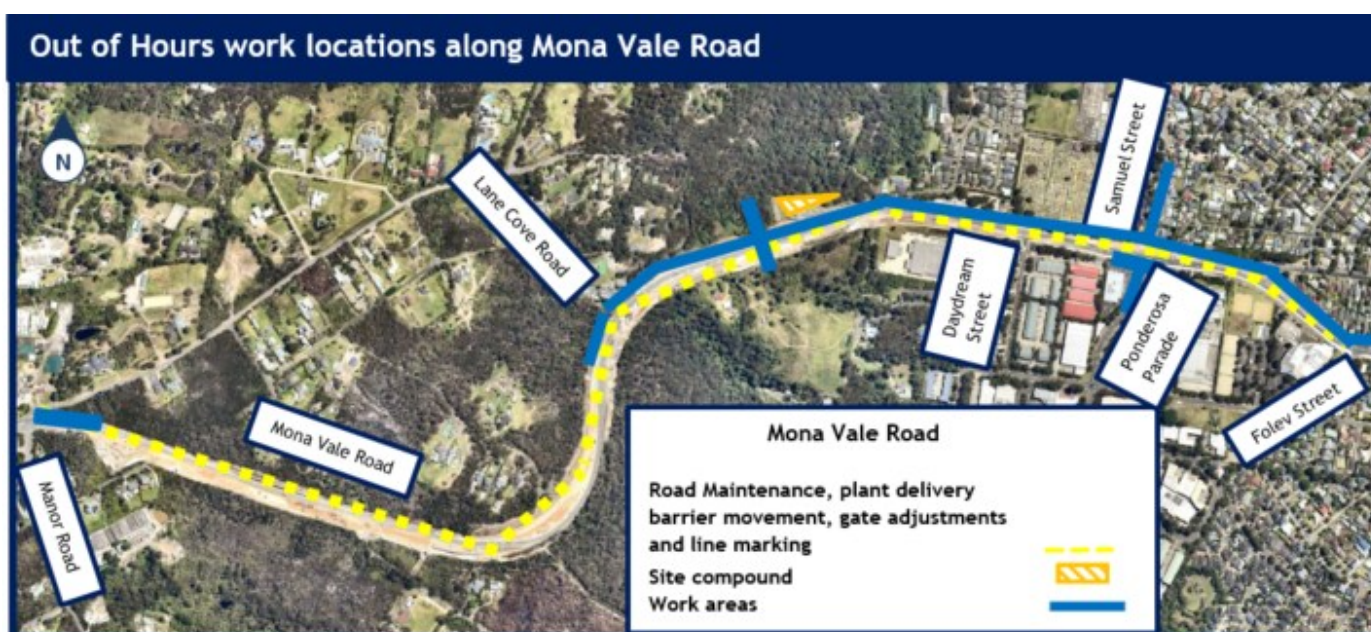 Out of Hours work locations along Mona Vale Road
N
Samuel Street
Lane Cove Road
Daydream
Street
Ponderosa
Parade
Foley Street
Mona Vale Road
Manor Road
Mona Vale Road
Road Maintenance, plant delivery
barrier movement, gate adjustments
and line marking
Site compound
Work areas